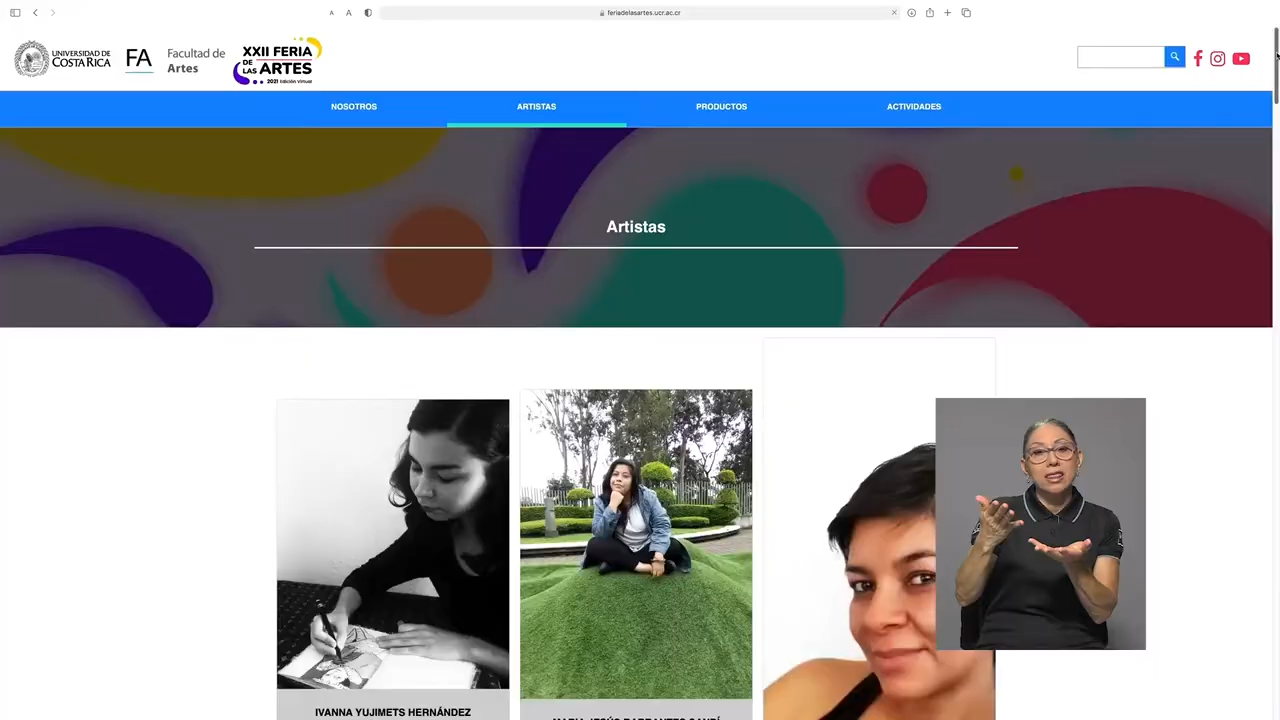 A A feriadelasartes.ucr.ac.cr
UNIVERSIDAD DE
COSTA RICA
FA
Facultad de
Artes
XXII FERIA
DE LAS ARTES
2021 Edición Virtual
NOSOTROS ARTISTAS PRODUCTOS ACTIVIDADES
Artistas
IVANNA YUJIMETS HERNÁNDEZ